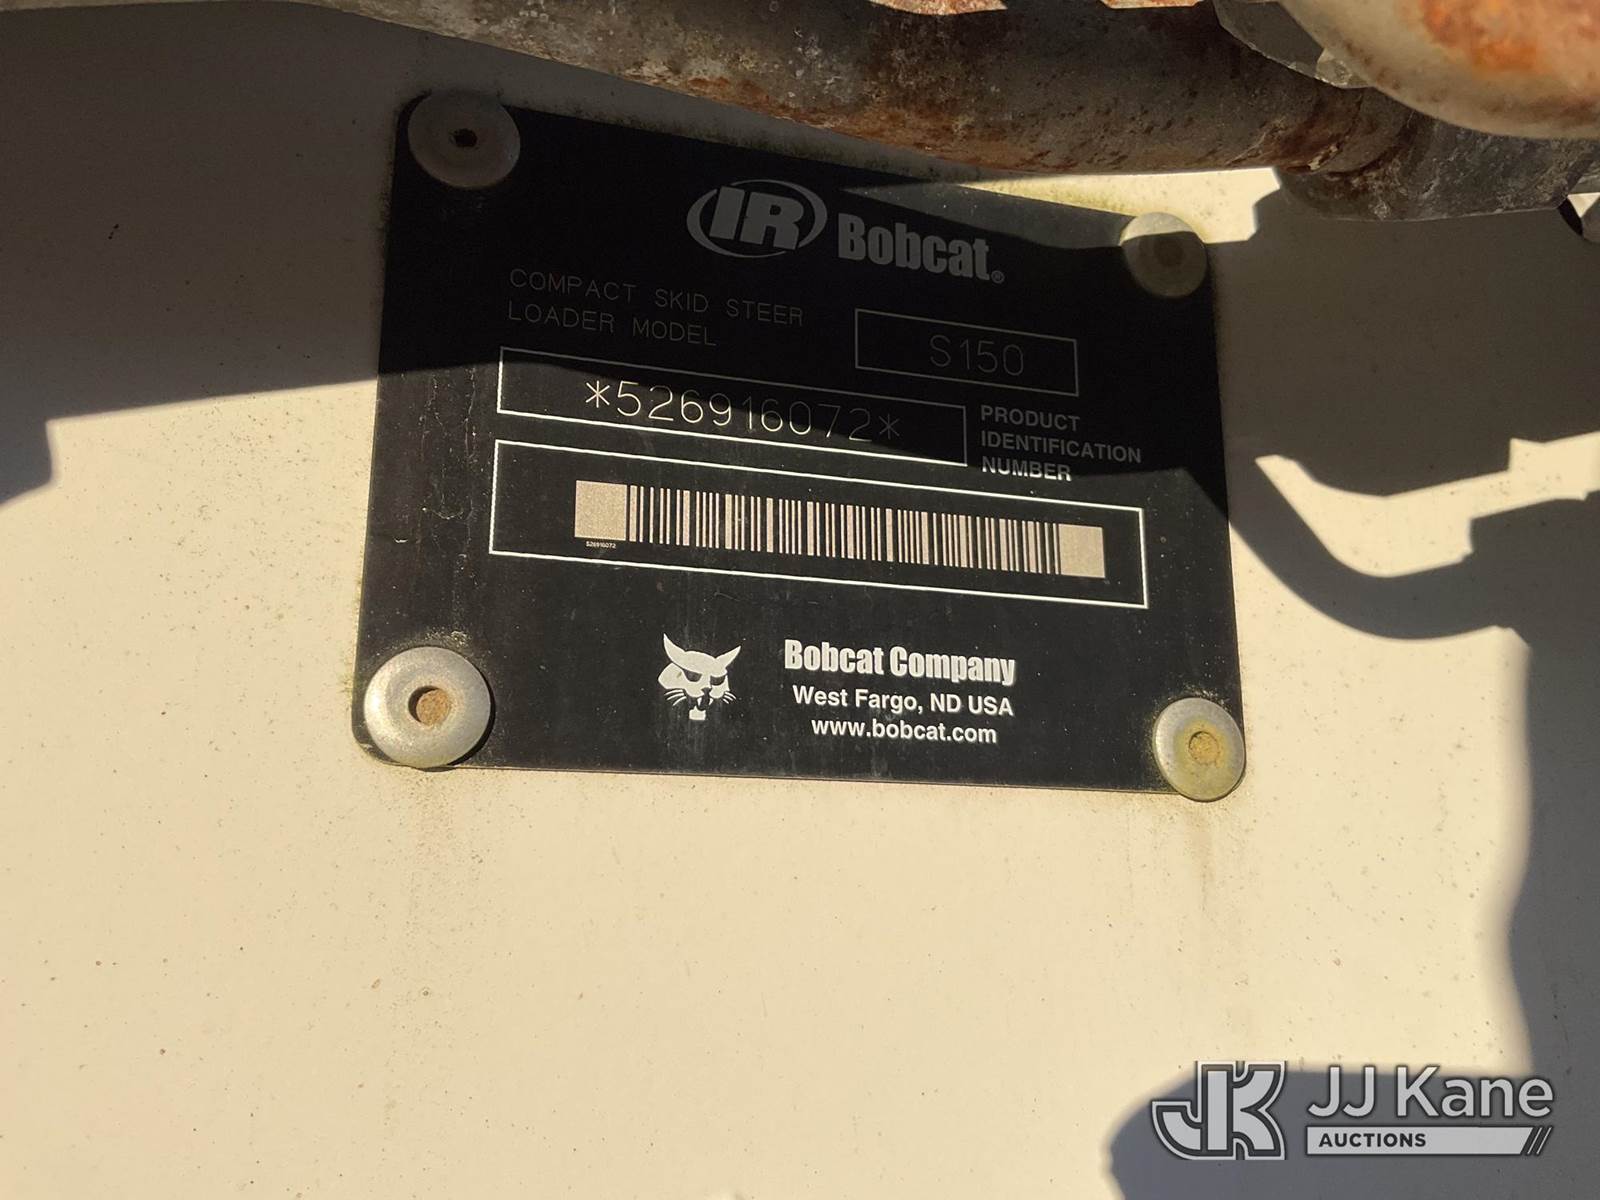 IR Bobcat®
COMPACT SKID STEER
LOADER MODEL
S150
*526916072*
PRODUCT
IDENTIFICATION
NUMBER
526916072
Bobcat Company
West Fargo, ND USA
www.bobcat.com
JK JJ Kane
AUCTIONS